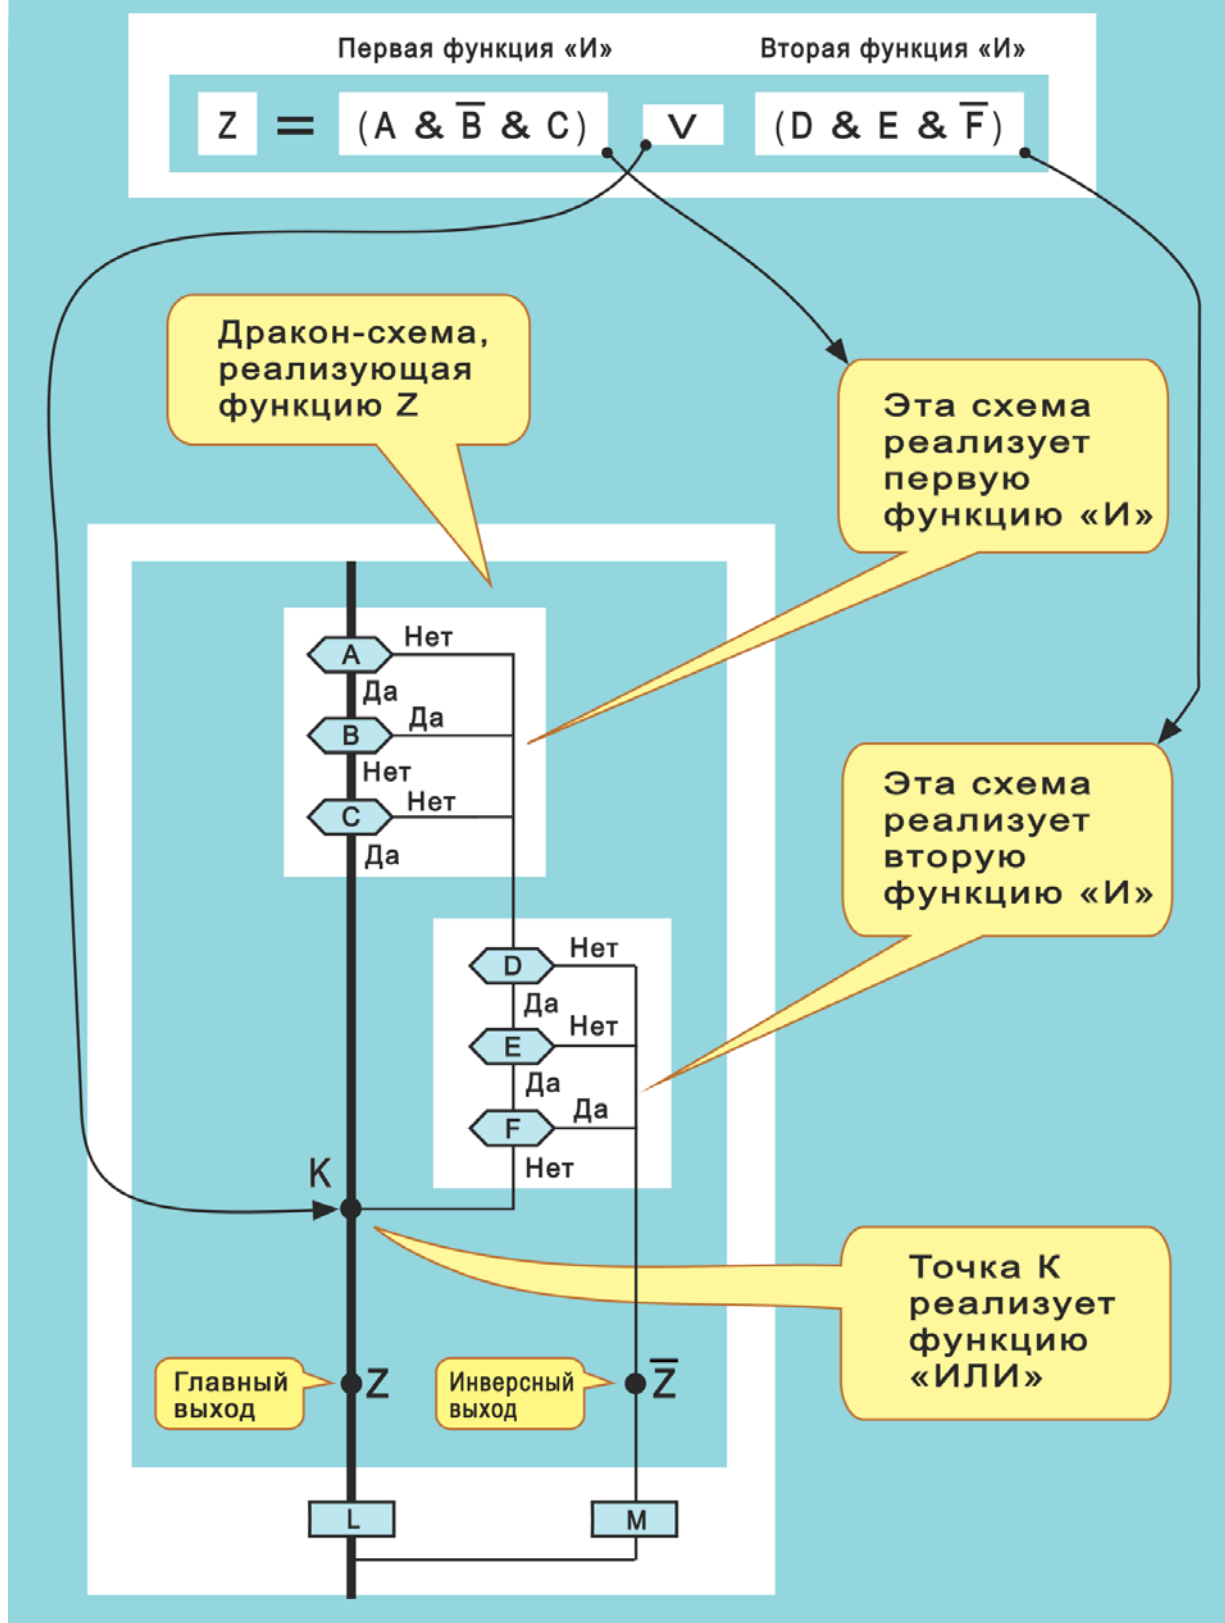 Первая функция «И» Вторая функция «И»
Z = (A & B̅ & C) ∨ (D & E & F̅)
Дракон-схема,
реализующая
функцию Z
Эта схема
реализует
первую
функцию «И»
A
Нет
Да
B
Да
Нет
C
Нет
Да
Эта схема
реализует
вторую
функцию «И»
D
Нет
Да
E
Нет
Да
F
Да
Нет
K
Точка К
реализует
функцию
«ИЛИ»
Главный
выход
Z
Инверсный
выход
Z̅
L
M